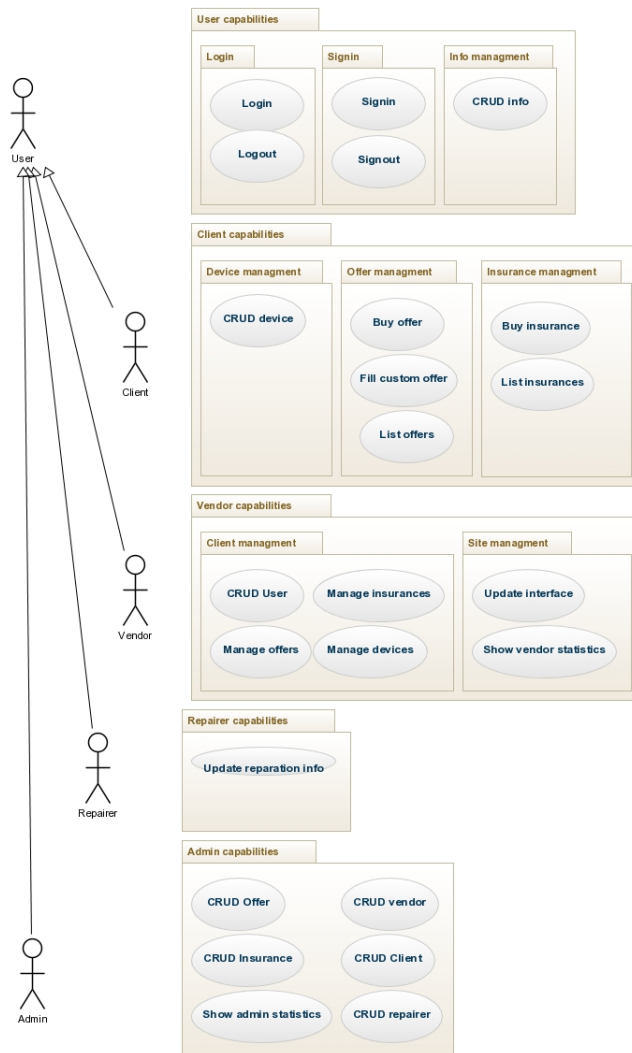 User capabilities
Login
Signin
Info managment
Login
Signin
CRUD info
Logout
Signout
User
Client capabilities
Device managment
Offer managment
Insurance managment
CRUD device
Buy offer
Buy insurance
Fill custom offer
List insurances
List offers
Client
Vendor capabilities
Client managment
Site managment
CRUD User
Manage insurances
Update interface
Manage offers
Manage devices
Show vendor statistics
Vendor
Repairer capabilities
Update reparation info
Repairer
Admin capabilities
CRUD Offer
CRUD vendor
CRUD Insurance
CRUD Client
Show admin statistics
CRUD repairer
Admin